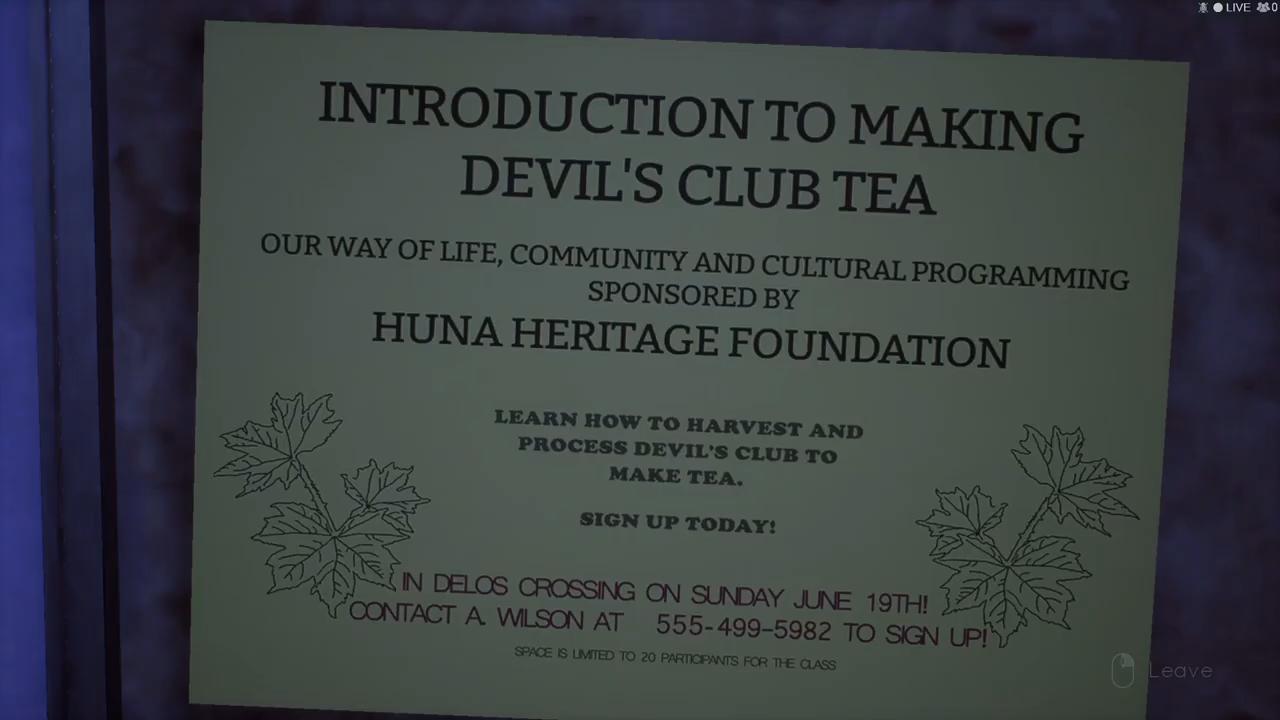 LIVE 0
INTRODUCTION TO MAKING
DEVIL'S CLUB TEA
OUR WAY OF LIFE, COMMUNITY AND CULTURAL PROGRAMMING
SPONSORED BY
HUNA HERITAGE FOUNDATION
LEARN HOW TO HARVEST AND
PROCESS DEVIL'S CLUB TO
MAKE TEA.
SIGN UP TODAY!
IN DELOS CROSSING ON SUNDAY JUNE 19TH!
CONTACT A. WILSON AT 555-499-5982 TO SIGN UP!
SPACE IS LIMITED TO 20 PARTICIPANTS FOR THE CLASS
Leave